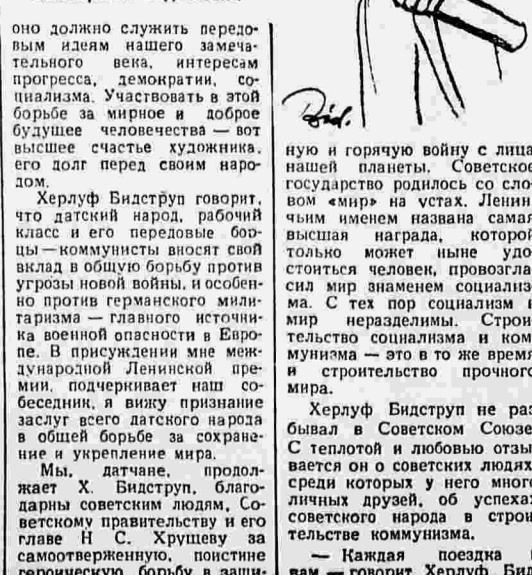 оно должно служить передо-
вым идеям нашего замеча-
тельного века, интересам
прогресса, демократии, со-
циализма. Участвовать в этой
борьбе за мирное и доброе
будущее человечества — вот
высшее счастье художника,
его долг перед своим наро-
дом.
Херлуф Бидструп говорит,
что датский народ, рабочий
класс и его передовые бор-
цы — коммунисты вносят свой
вклад в общую борьбу против
угрозы новой войны, и особен-
но против германского мили-
таризма — главного источни-
ка военной опасности в Евро-
пе. В присуждении мне меж-
дународной Ленинской пре-
мии, подчеркивает наш со-
беседник, я вижу признание
заслуг всего датского народа
в общей борьбе за сохране-
ние и укрепление мира.
Мы, датчане, продол-
жает Х. Бидструп, благо-
дарны советским людям, Со-
ветскому правительству и его
главе Н С. Хрущеву за
самоотверженную, поистине
героическую борьбу в защи-
Bid.
ную и горячую войну с лица
нашей планеты. Советское
государство родилось со сло-
вом «мир» на устах. Ленин
чьим именем названа самая
высшая награда, которой
только может ныне удо-
стоиться человек, провозгла
сил мир знаменем социализ-
ма. С тех пор социализм и
мир неразделимы. Строи
тельство социализма и ком
мунизма — это в то же время
и строительство прочного
мира.
Херлуф Бидструп не раз
бывал в Советском Союзе
С теплотой и любовью отзы
вается он о советских людях
среди которых у него много
личных друзей, об успехах
советского народа в строи
тельстве коммунизма.
— Каждая поездка
вам — говорит Херлуф Бид